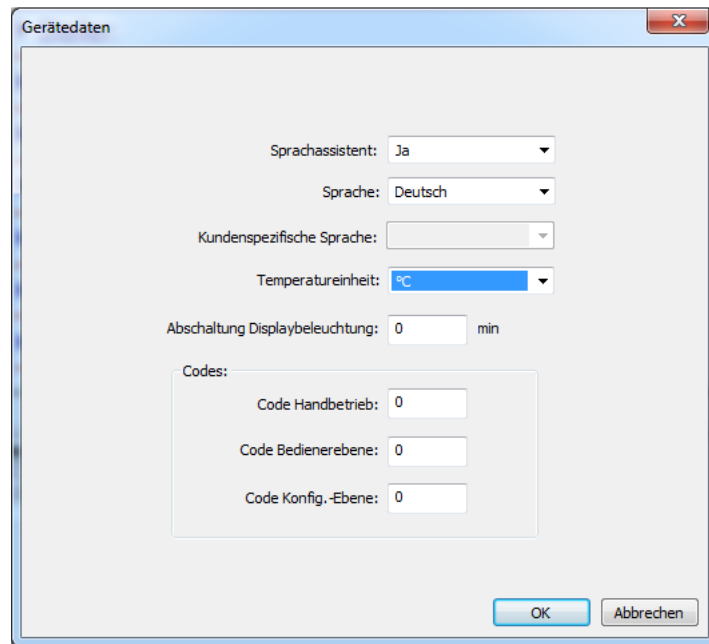 Gerätedaten
Sprachassistent: Ja
Sprache: Deutsch
Kundenspezifische Sprache:
Temperatureinheit: °C
Abschaltung Displaybeleuchtung: 0 min
Codes:
Code Handbetrieb: 0
Code Bedienerebene: 0
Code Konfig.-Ebene: 0
OK Abbrechen